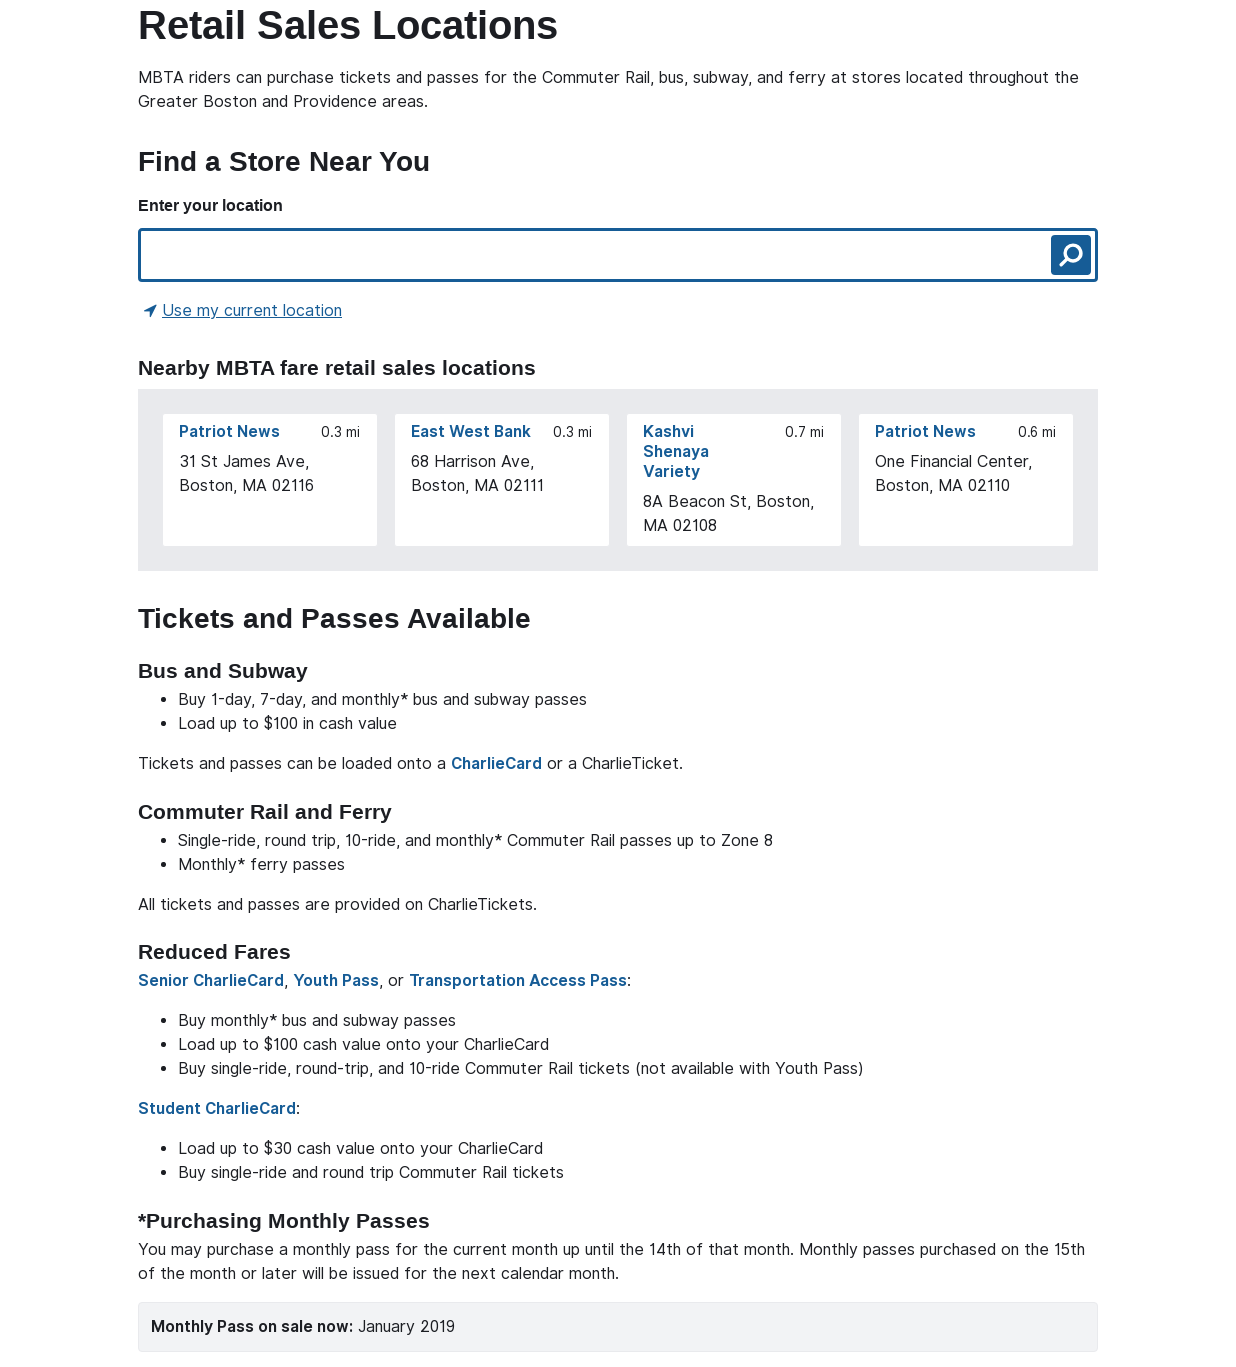 Retail Sales Locations
MBTA riders can purchase tickets and passes for the Commuter Rail, bus, subway, and ferry at stores located throughout the
Greater Boston and Providence areas.
Find a Store Near You
Enter your location
Use my current location
Nearby MBTA fare retail sales locations
Patriot News 0.3 mi
31 St James Ave,
Boston, MA 02116
East West Bank 0.3 mi
68 Harrison Ave,
Boston, MA 02111
Kashvi 0.7 mi
Shenaya
Variety
8A Beacon St, Boston,
MA 02108
Patriot News 0.6 mi
One Financial Center,
Boston, MA 02110
Tickets and Passes Available
Bus and Subway
• Buy 1-day, 7-day, and monthly* bus and subway passes
• Load up to $100 in cash value
Tickets and passes can be loaded onto a CharlieCard or a CharlieTicket.
Commuter Rail and Ferry
• Single-ride, round trip, 10-ride, and monthly* Commuter Rail passes up to Zone 8
• Monthly* ferry passes
All tickets and passes are provided on CharlieTickets.
Reduced Fares
Senior CharlieCard, Youth Pass, or Transportation Access Pass:
• Buy monthly* bus and subway passes
• Load up to $100 cash value onto your CharlieCard
• Buy single-ride, round-trip, and 10-ride Commuter Rail tickets (not available with Youth Pass)
Student CharlieCard:
• Load up to $30 cash value onto your CharlieCard
• Buy single-ride and round trip Commuter Rail tickets
*Purchasing Monthly Passes
You may purchase a monthly pass for the current month up until the 14th of that month. Monthly passes purchased on the 15th
of the month or later will be issued for the next calendar month.
Monthly Pass on sale now: January 2019